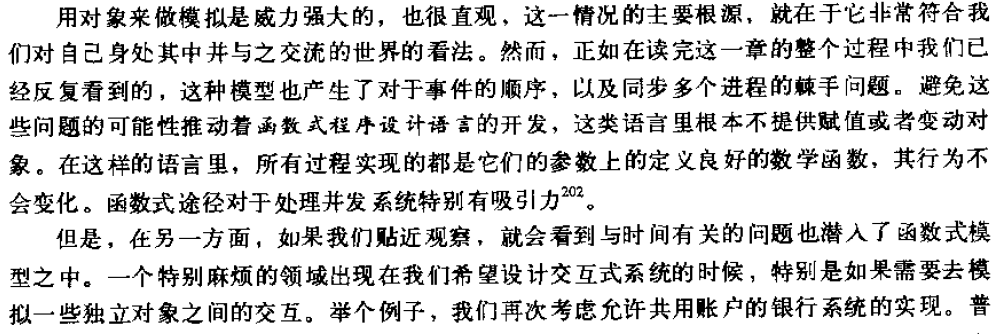 用对象来做模拟是威力强大的，也很直观，这一情况的主要根源，就在于它非常符合我
们对自己身处其中并与之交流的世界的看法。然而，正如在读完这一章的整个过程中我们已
经反复看到的，这种模型也产生了对于事件的顺序，以及同步多个进程的棘手问题。避免这
些问题的可能性推动着函数式程序设计语言的开发，这类语言里根本不提供赋值或者变动对
象。在这样的语言里，所有过程实现的都是它们的参数上的定义良好的数学函数，其行为不
会变化。函数式途径对于处理并发系统特别有吸引力202。
但是，在另一方面，如果我们贴近观察，就会看到与时间有关的问题也潜入了函数式模
型之中。一个特别麻烦的领域出现在我们希望设计交互式系统的时候，特别是如果需要去模
拟一些独立对象之间的交互。举个例子，我们再次考虑允许共用账户的银行系统的实现。普